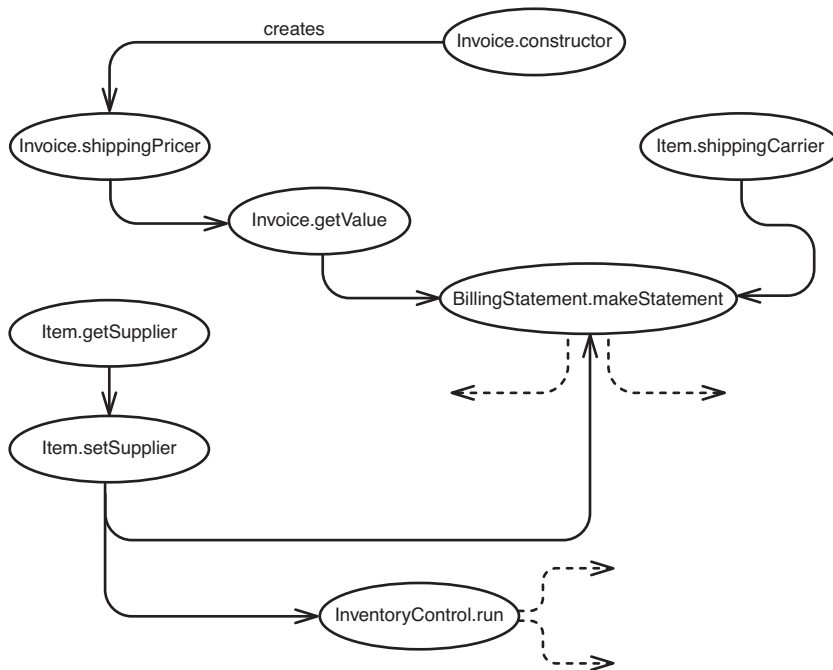 creates
Invoice.constructor
Invoice.shippingPricer
Item.shippingCarrier
Invoice.getValue
BillingStatement.makeStatement
Item.getSupplier
Item.setSupplier
InventoryControl.run